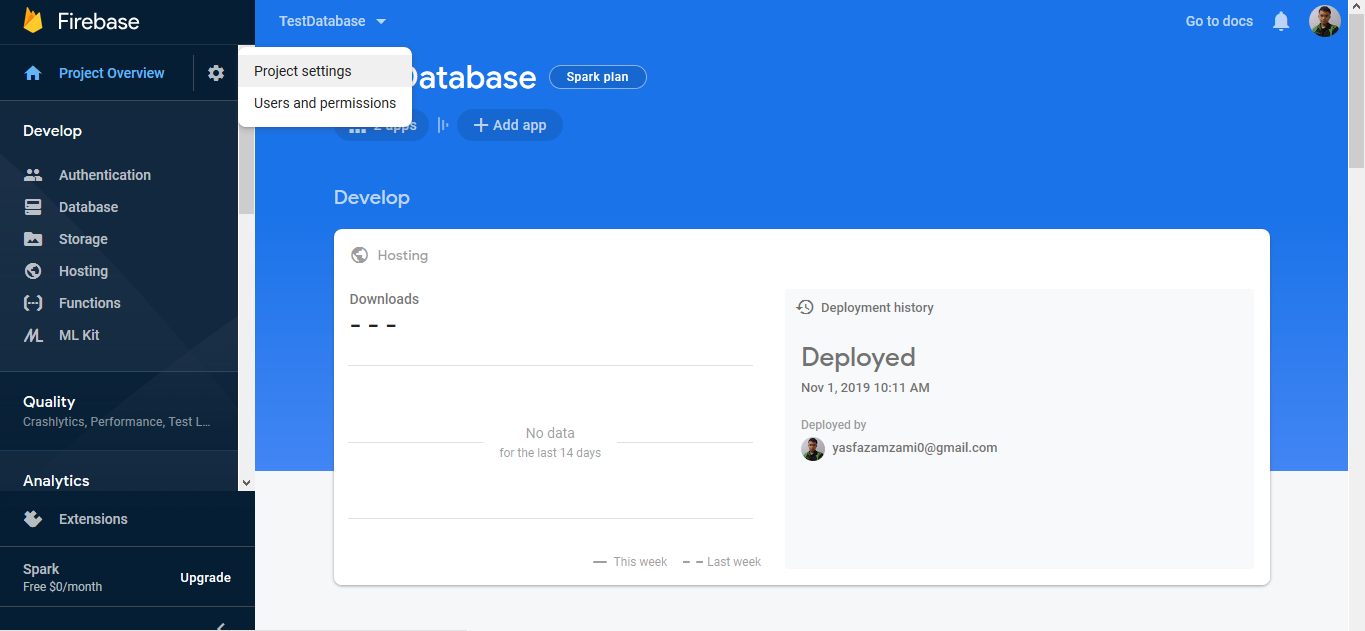 Firebase
TestDatabase
Go to docs
Project Overview
Project settings
Users and permissions
Database
Spark plan
2 apps
Add app
Develop
Authentication
Database
Storage
Hosting
Functions
ML Kit
Quality
Crashlytics, Performance, Test L...
Analytics
Extensions
Spark
Free $0/month
Upgrade
Develop
Hosting
Downloads
- - -
No data
for the last 14 days
This week
Last week
Deployment history
Deployed
Nov 1, 2019 10:11 AM
Deployed by
yasfazamzami0@gmail.com